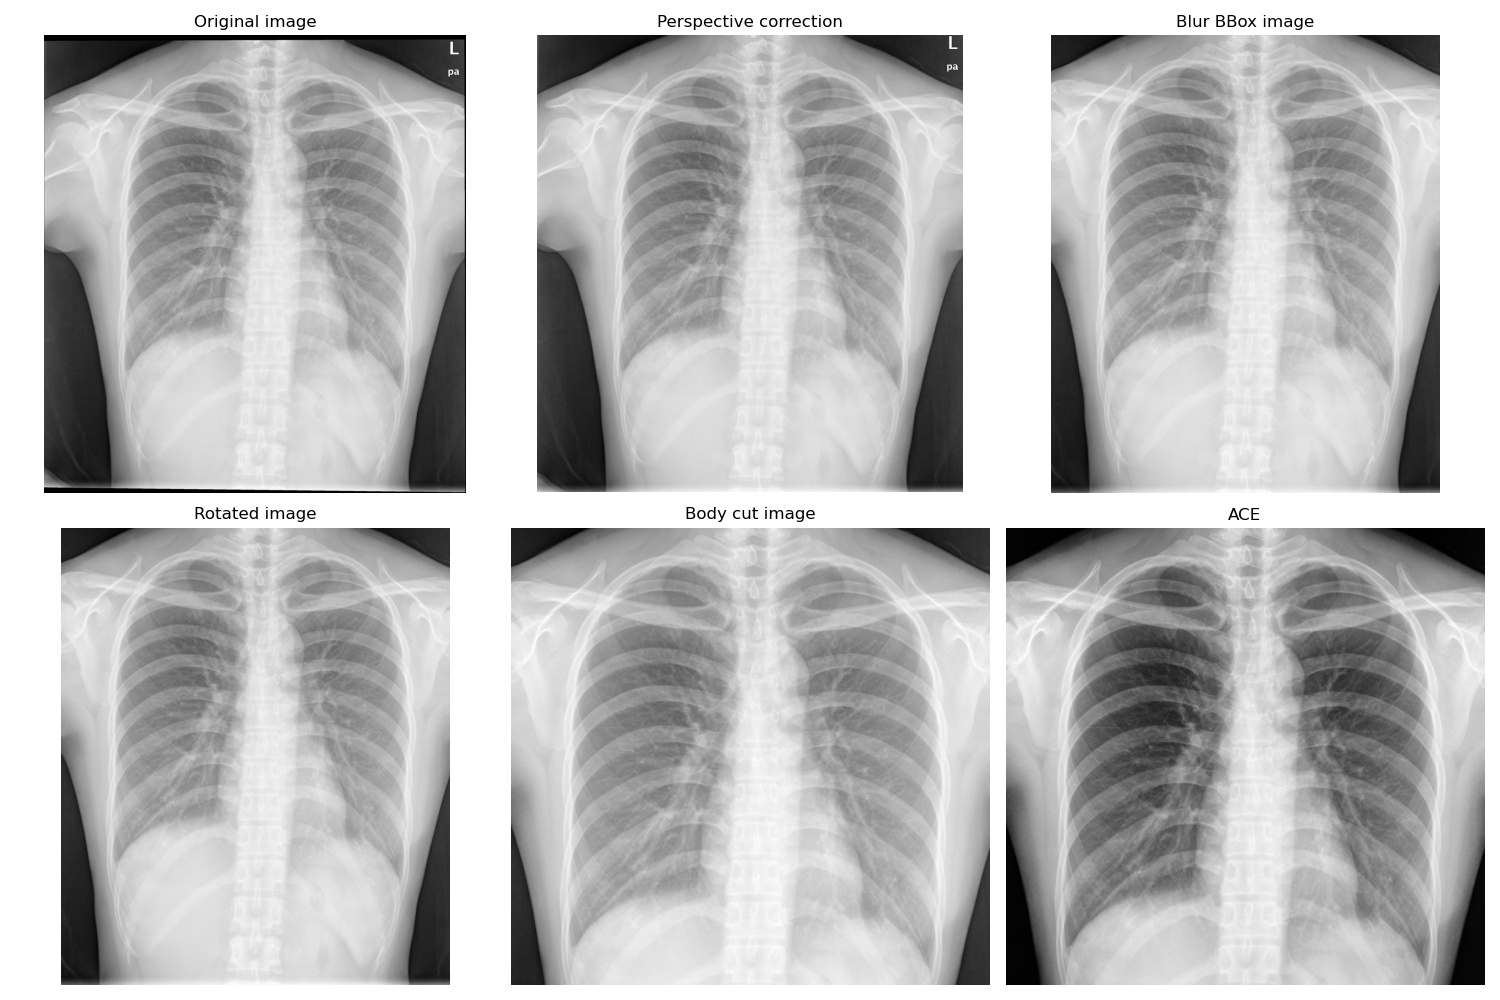 Original image
L
pa
Perspective correction
L
pa
Blur BBox image
Rotated image
Body cut image
ACE